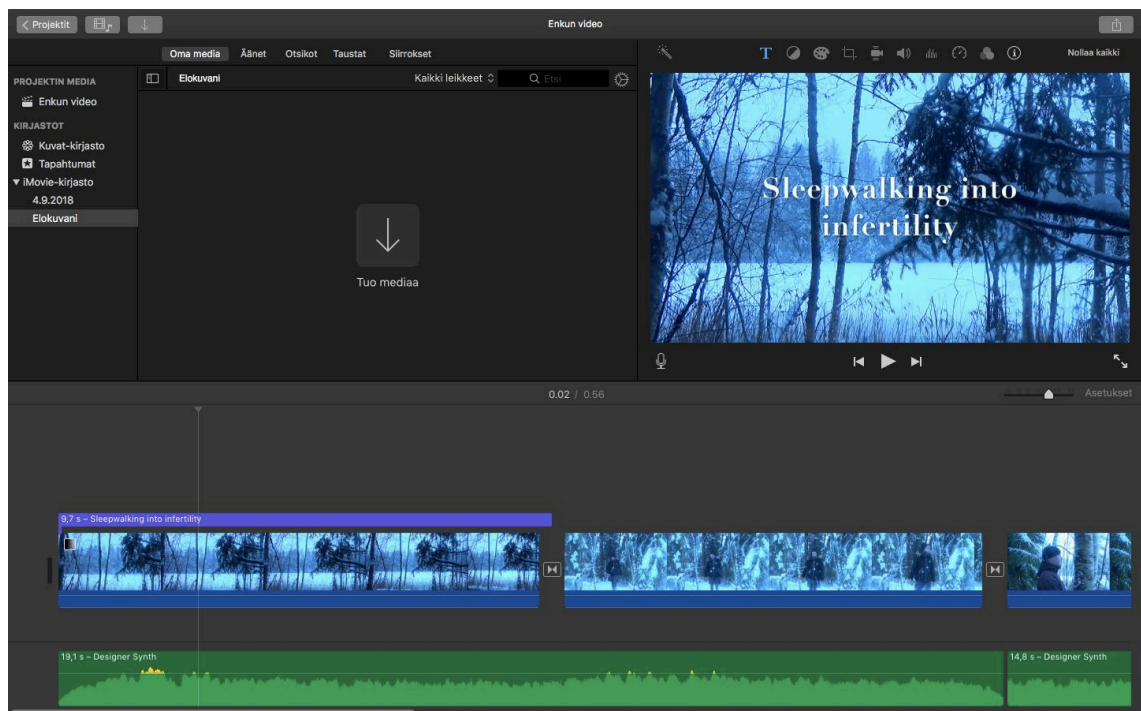 Projektit
Enkun video
Oma media Äänet Otsikot Taustat Siirrokset
Nollaa kaikki
PROJEKTIN MEDIA
Enkun video
KIRJASTOT
Kuvat-kirjasto
Tapahtumat
iMovie-kirjasto
4.9.2018
Elokuvani
Elokuvani
Kaikki leikkeet
Etsi
Tuo mediaa
Sleepwalking into
infertility
0.02 / 0.56
Asetukset
9,7 s – Sleepwalking into infertility
19,1 s – Designer Synth
14,8 s – Designer Synth